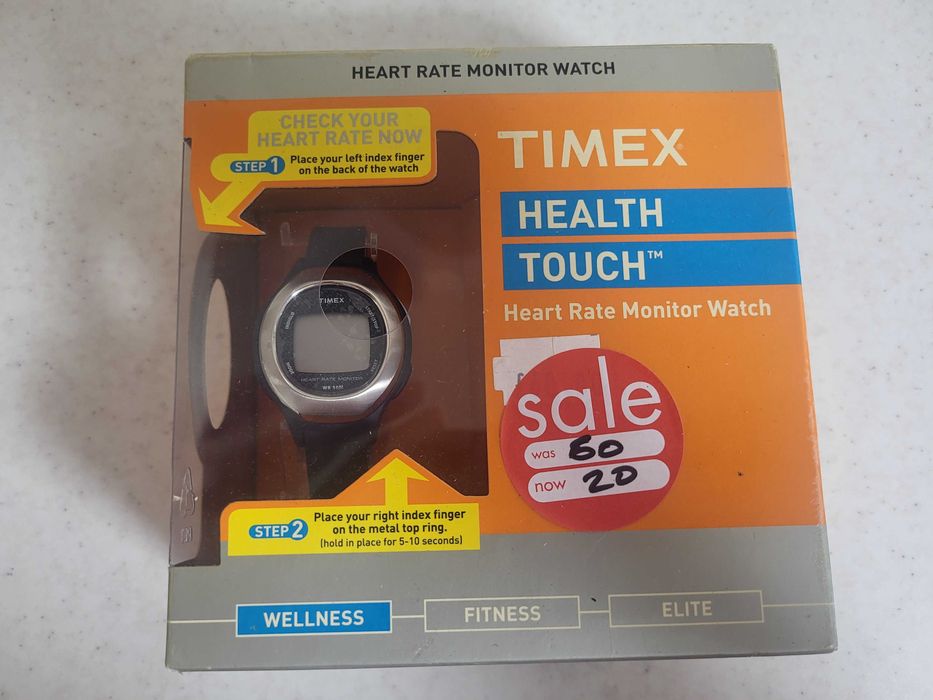 HEART RATE MONITOR WATCH
CHECK YOUR
HEART RATE NOW
STEP 1 Place your left index finger
on the back of the watch
TIMEX
HEALTH
TOUCH™
Heart Rate Monitor Watch
TIMEX
HEART RATE MONITOR
WR 50M
sale
was 60
now 20
STEP 2 Place your right index finger
on the metal top ring.
(hold in place for 5-10 seconds)
WELLNESS
FITNESS
ELITE